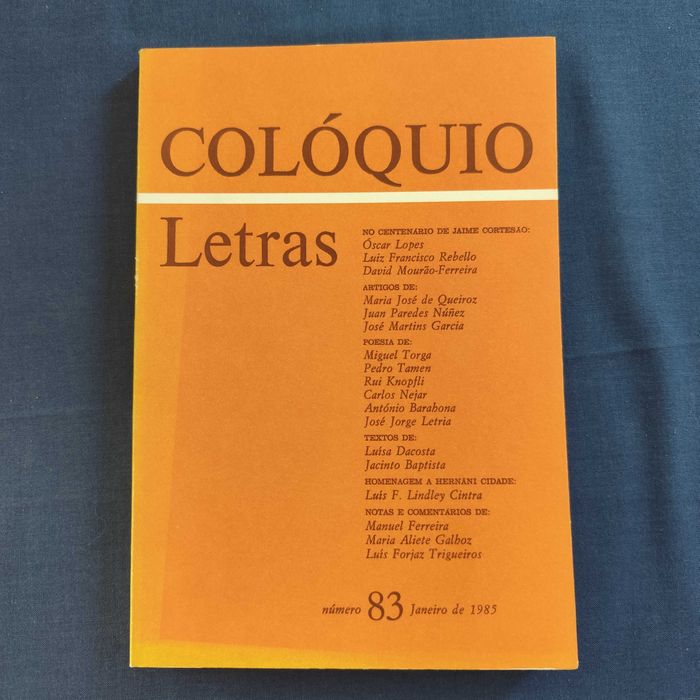 COLÓQUIO
Letras
NO CENTENÁRIO DE JAIME CORTESÃO:
Óscar Lopes
Luiz Francisco Rebello
David Mourão-Ferreira
ARTIGOS DE:
Maria José de Queiroz
Juan Paredes Núñez
José Martins Garcia
POESIA DE:
Miguel Torga
Pedro Tamen
Rui Knopfli
Carlos Nejar
António Barahona
José Jorge Letria
TEXTOS DE:
Luísa Dacosta
Jacinto Baptista
HOMENAGEM A HERNÂNI CIDADE:
Luís F. Lindley Cintra
NOTAS E COMENTÁRIOS DE:
Manuel Ferreira
Maria Aliete Galhoz
Luís Forjaz Trigueiros
número 83 Janeiro de 1985